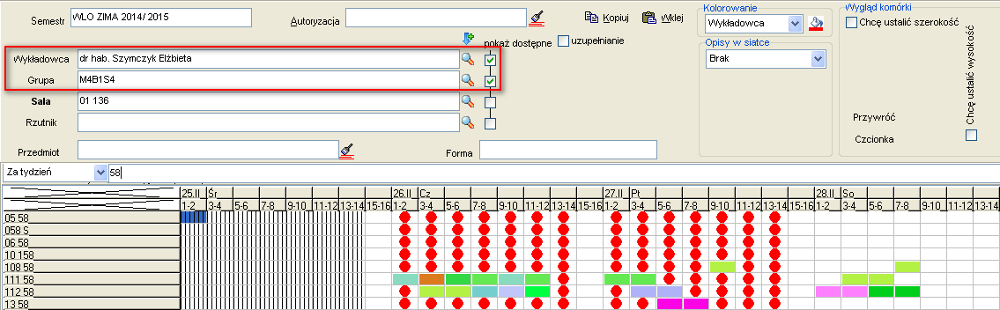 Semestr WLO ZIMA 2014/ 2015 Autoryzacja Kopiuj Wklej
pokaż dostępne uzupełnianie
Wykładowca dr hab. Szymczyk Elżbieta
Grupa M4B1S4
Sala 01 136
Rzutnik
Przedmiot Forma
Kolorowanie
Wykładowca
Opisy w siatce
Brak
Wygląd komórki
Chcę ustalić szerokość
Chcę ustalić wysokość
Przywróć
Czcionka
Za tydzień 58
25.II Śr 26.II Cz 27.II Pt 28.II So
1-2 3-4 5-6 7-8 9-10 11-12 13-14 15-16 1-2 3-4 5-6 7-8 9-10 11-12 13-14 15-16 1-2 3-4 5-6 7-8 9-10 11-12 13-14 15-16 1-2 3-4 5-6 7-8 9-10 11-12 13-14
05 58
058 S
06 58
10 158
108 58
111 58
112 58
13 58